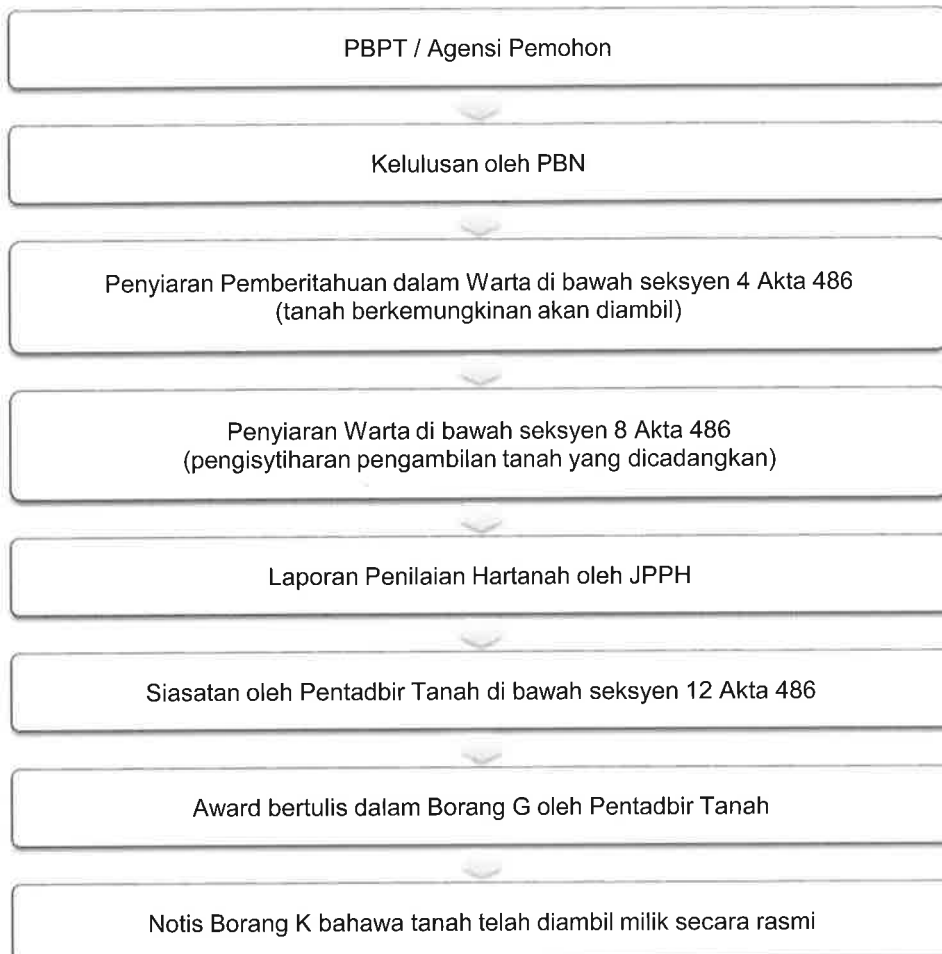 PBPT / Agensi Pemohon
Kelulusan oleh PBN
Penyiaran Pemberitahuan dalam Warta di bawah seksyen 4 Akta 486
(tanah berkemungkinan akan diambil)
Penyiaran Warta di bawah seksyen 8 Akta 486
(pengisytiharan pengambilan tanah yang dicadangkan)
Laporan Penilaian Hartanah oleh JPPH
Siasatan oleh Pentadbir Tanah di bawah seksyen 12 Akta 486
Award bertulis dalam Borang G oleh Pentadbir Tanah
Notis Borang K bahawa tanah telah diambil milik secara rasmi